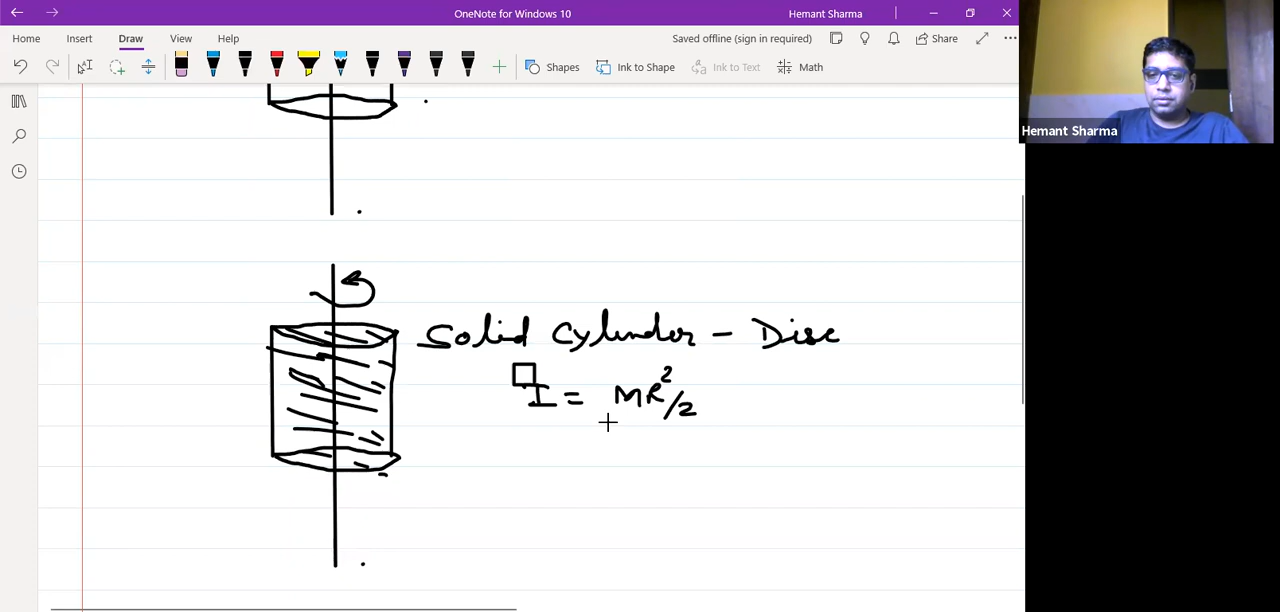 OneNote for Windows 10
Hemant Sharma
Home Insert Draw View Help
Saved offline (sign in required)
Share
Shapes
Ink to Shape
Ink to Text
Math
Hemant Sharma
Solid Cylinder - Disc
I = MR²/2